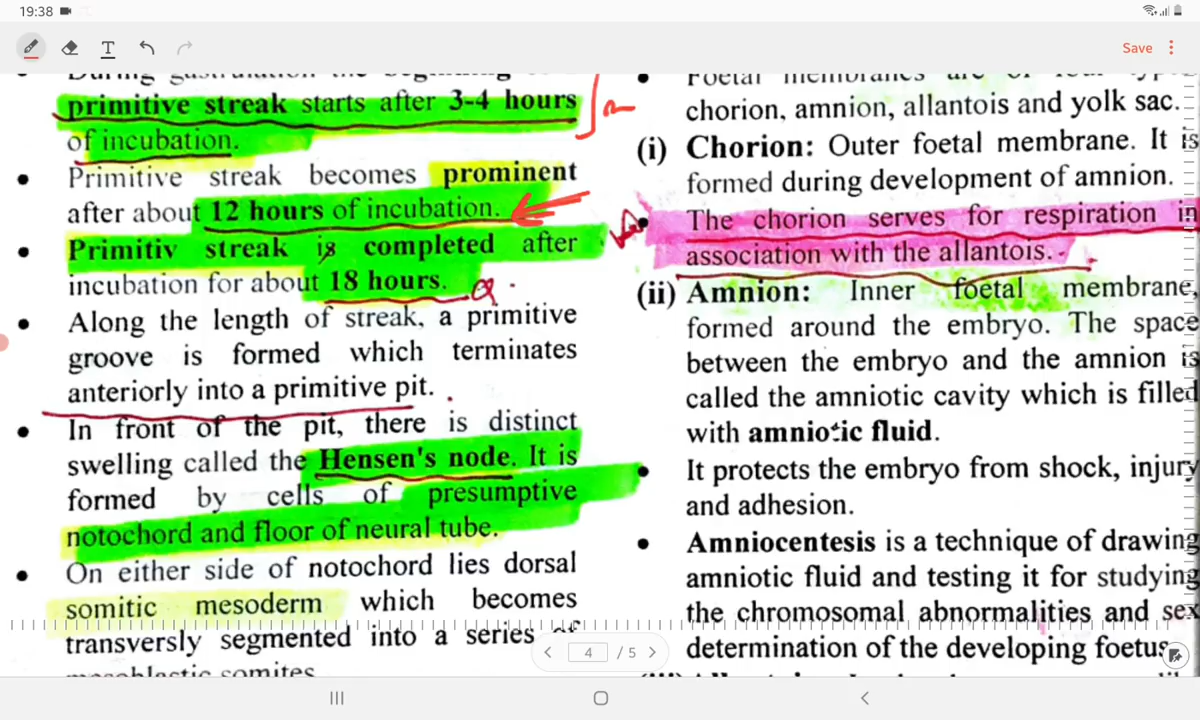 19:38
T
Save
primitive streak starts after 3-4 hours
of incubation.
• Primitive streak becomes prominent
after about 12 hours of incubation.
• Primitiv streak is completed after
incubation for about 18 hours.
• Along the length of streak, a primitive
groove is formed which terminates
anteriorly into a primitive pit.
• In front of the pit, there is distinct
swelling called the Hensen's node. It is
formed by cells of presumptive
notochord and floor of neural tube.
• On either side of notochord lies dorsal
somitic mesoderm which becomes
transversly segmented into a series of
somites
• Foetal membranes are of
chorion, amnion, allantois and yolk sac.
(i) Chorion: Outer foetal membrane. It is
formed during development of amnion.
• The chorion serves for respiration in
association with the allantois.
(ii) Amnion: Inner foetal membrane,
formed around the embryo. The space
between the embryo and the amnion is
called the amniotic cavity which is filled
with amniotic fluid.
• It protects the embryo from shock, injury
and adhesion.
• Amniocentesis is a technique of drawing
amniotic fluid and testing it for studying
the chromosomal abnormalities and sex
determination of the developing foetus.
4 / 5